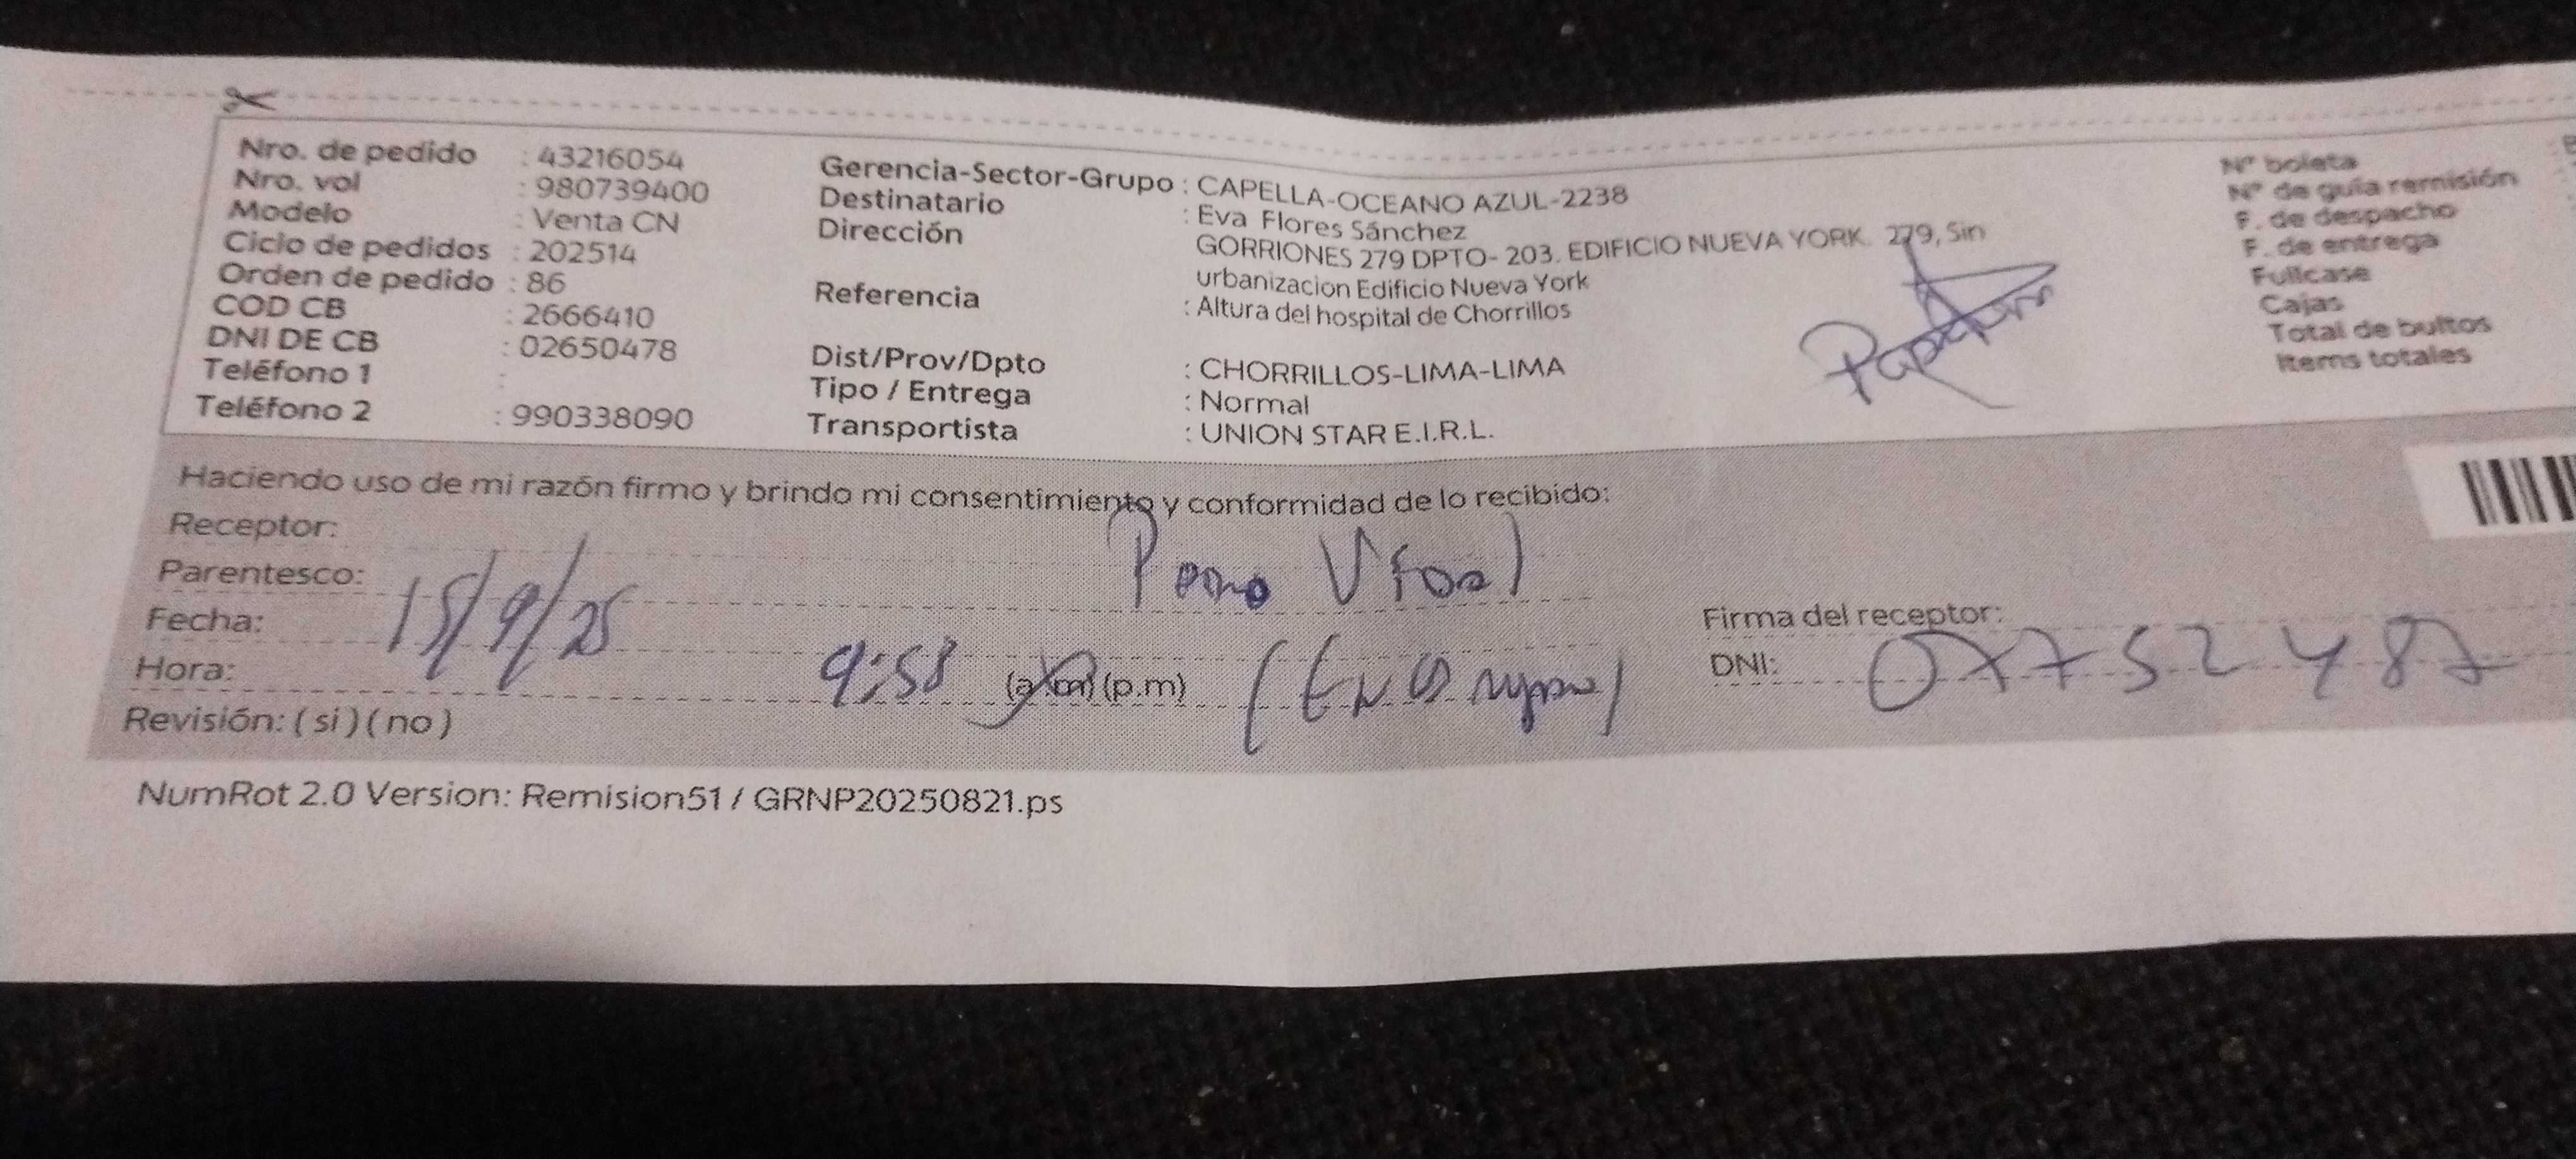 Nro. de pedido : 43216054
Nro. vol : 980739400
Modelo : Venta CN
Ciclo de pedidos : 202514
Orden de pedido : 86
COD CB : 2666410
DNI DE CB : 02650478
Teléfono 1 :
Teléfono 2 : 990338090
Gerencia-Sector-Grupo : CAPELLA-OCEANO AZUL-2238
Destinatario : Eva Flores Sánchez
Dirección GORRIONES 279 DPTO- 203. EDIFICIO NUEVA YORK. 279, Sin
urbanizacion Edificio Nueva York
Referencia : Altura del hospital de Chorrillos
Dist/Prov/Dpto : CHORRILLOS-LIMA-LIMA
Tipo / Entrega : Normal
Transportista : UNION STAR E.I.R.L.
N° boleta
N° de guía remisión
F. de despacho
F. de entrega
Fullcase
Cajas
Total de bultos
Items totales
Haciendo uso de mi razón firmo y brindo mi consentimiento y conformidad de lo recibido:
Receptor:
Parentesco:
Fecha: 15/9/25
Hora: 9:58 (a.m) (p.m)
Revisión: ( si ) ( no )
Firma del receptor:
DNI: 07752487
NumRot 2.0 Version: Remision51 / GRNP20250821.ps